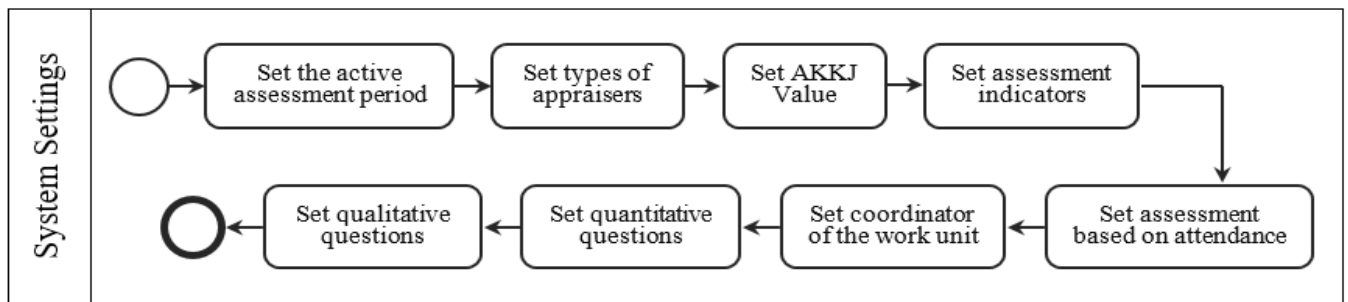 System Settings
Set the active
assessment period
Set types of
appraisers
Set AKKJ
Value
Set assessment
indicators
Set assessment
based on attendance
Set coordinator
of the work unit
Set quantitative
questions
Set qualitative
questions